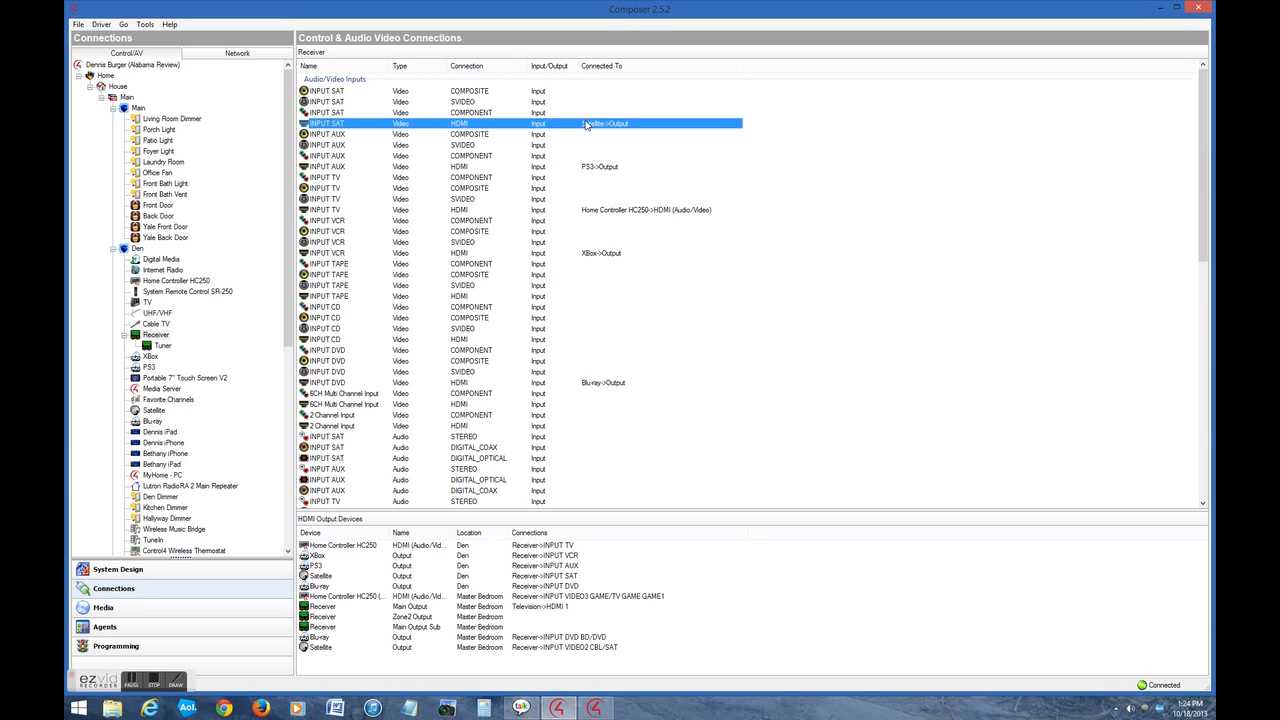 Composer 2.5.2
File Driver Go Tools Help
Connections
Control & Audio Video Connections
Control/AV Network
Receiver
Dennis Burger (Alabama Review)
Home
House
Main
Main
Living Room Dimmer
Porch Light
Patio Light
Foyer Light
Laundry Room
Office Fan
Front Bath Light
Front Bath Vent
Front Door
Back Door
Yale Front Door
Yale Back Door
Den
Digital Media
Internet Radio
Home Controller HC250
System Remote Control SR-250
TV
UHF/VHF
Cable TV
Receiver
Tuner
XBox
PS3
Portable 7" Touch Screen V2
Media Server
Favorite Channels
Satellite
Blu-ray
Dennis iPad
Dennis iPhone
Bethany iPhone
Bethany iPad
MyHome - PC
Lutron RadioRA 2 Main Repeater
Den Dimmer
Kitchen Dimmer
Hallyway Dimmer
Wireless Music Bridge
TuneIn
Control4 Wireless Thermostat
System Design
Connections
Media
Agents
Programming
Name Type Connection Input/Output Connected To
Audio/Video Inputs
INPUT SAT Video COMPOSITE Input
INPUT SAT Video SVIDEO Input
INPUT SAT Video COMPONENT Input
INPUT SAT Video HDMI Input Satellite->Output
INPUT AUX Video COMPOSITE Input
INPUT AUX Video SVIDEO Input
INPUT AUX Video COMPONENT Input
INPUT AUX Video HDMI Input PS3->Output
INPUT TV Video COMPONENT Input
INPUT TV Video COMPOSITE Input
INPUT TV Video SVIDEO Input
INPUT TV Video HDMI Input Home Controller HC250->HDMI (Audio/Video)
INPUT VCR Video COMPONENT Input
INPUT VCR Video COMPOSITE Input
INPUT VCR Video SVIDEO Input
INPUT VCR Video HDMI Input XBox->Output
INPUT TAPE Video COMPONENT Input
INPUT TAPE Video COMPOSITE Input
INPUT TAPE Video SVIDEO Input
INPUT TAPE Video HDMI Input
INPUT CD Video COMPONENT Input
INPUT CD Video COMPOSITE Input
INPUT CD Video SVIDEO Input
INPUT CD Video HDMI Input
INPUT DVD Video COMPONENT Input
INPUT DVD Video COMPOSITE Input
INPUT DVD Video SVIDEO Input
INPUT DVD Video HDMI Input Blu-ray->Output
6CH Multi Channel Input Video COMPONENT Input
6CH Multi Channel Input Video HDMI Input
2 Channel Input Video COMPONENT Input
2 Channel Input Video HDMI Input
INPUT SAT Audio STEREO Input
INPUT SAT Audio DIGITAL_COAX Input
INPUT SAT Audio DIGITAL_OPTICAL Input
INPUT AUX Audio STEREO Input
INPUT AUX Audio DIGITAL_OPTICAL Input
INPUT AUX Audio DIGITAL_COAX Input
INPUT TV Audio STEREO Input
HDMI Output Devices
Device Name Location Connections
Home Controller HC250 HDMI (Audio/Vid... Den Receiver->INPUT TV
XBox Output Den Receiver->INPUT VCR
PS3 Output Den Receiver->INPUT AUX
Satellite Output Den Receiver->INPUT SAT
Blu-ray Output Den Receiver->INPUT DVD
Home Controller HC250 (... HDMI (Audio/Vid... Master Bedroom Receiver->INPUT VIDEO3 GAME/TV GAME GAME1
Receiver Main Output Master Bedroom Television->HDMI 1
Receiver Zone2 Output Master Bedroom
Receiver Main Output Sub Master Bedroom
Blu-ray Output Master Bedroom Receiver->INPUT DVD BD/DVD
Satellite Output Master Bedroom Receiver->INPUT VIDEO2 CBL/SAT
ezvid
RECORDER
PAUSE STOP DRAW
Connected
Aol.
talk
1:24 PM
10/18/2013